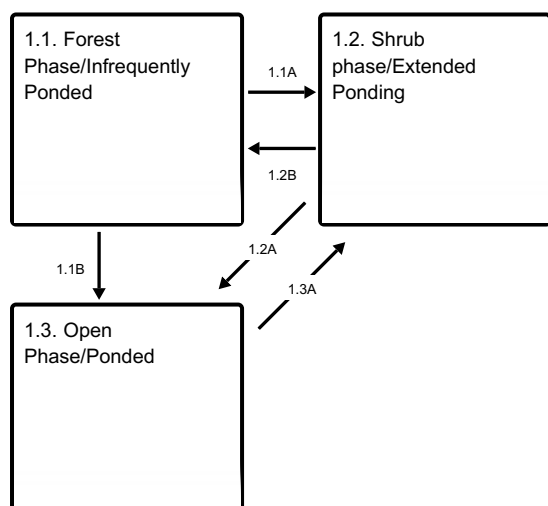 1.1. Forest
Phase/Infrequently
Ponded
1.1A
1.2. Shrub
phase/Extended
Ponding
1.2B
1.1B
1.2A
1.3A
1.3. Open
Phase/Ponded